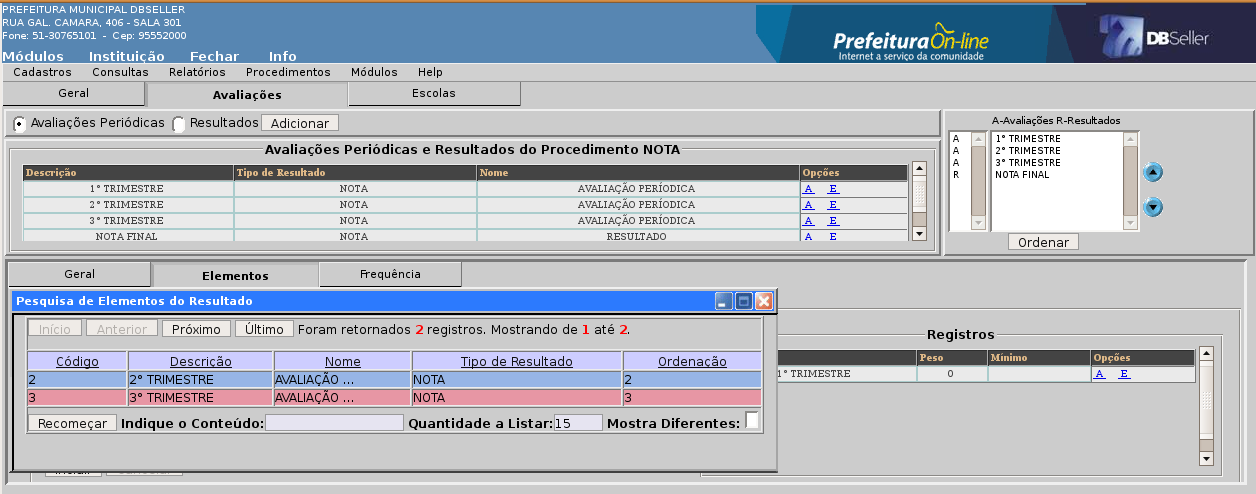 PREFEITURA MUNICIPAL DBSELLER
RUA GAL. CAMARA, 406 - SALA 301
Fone: 51-30765101 - Cep: 95552000
PrefeituraOn-line
Internet a serviço da comunidade
DBSeller
Módulos Instituição Fechar Info
Cadastros Consultas Relatórios Procedimentos Módulos Help
Geral Avaliações Escolas
Avaliações Periódicas Resultados Adicionar
Avaliações Periódicas e Resultados do Procedimento NOTA
Descrição Tipo de Resultado Nome Opções
1° TRIMESTRE NOTA AVALIAÇÃO PERÍODICA A E
2° TRIMESTRE NOTA AVALIAÇÃO PERÍODICA A E
3° TRIMESTRE NOTA AVALIAÇÃO PERÍODICA A E
NOTA FINAL NOTA RESULTADO A E
A-Avaliações R-Resultados
A 1° TRIMESTRE
A 2° TRIMESTRE
A 3° TRIMESTRE
R NOTA FINAL
Ordenar
Geral Elementos Frequência
Pesquisa de Elementos do Resultado
Início Anterior Próximo Último Foram retornados 2 registros. Mostrando de 1 até 2.
Código Descrição Nome Tipo de Resultado Ordenação
2 2° TRIMESTRE AVALIAÇÃO ... NOTA 2
3 3° TRIMESTRE AVALIAÇÃO ... NOTA 3
Recomeçar Indique o Conteúdo: Quantidade a Listar: 15 Mostra Diferentes:
Registros
Peso Mínimo Opções
1° TRIMESTRE 0 A E